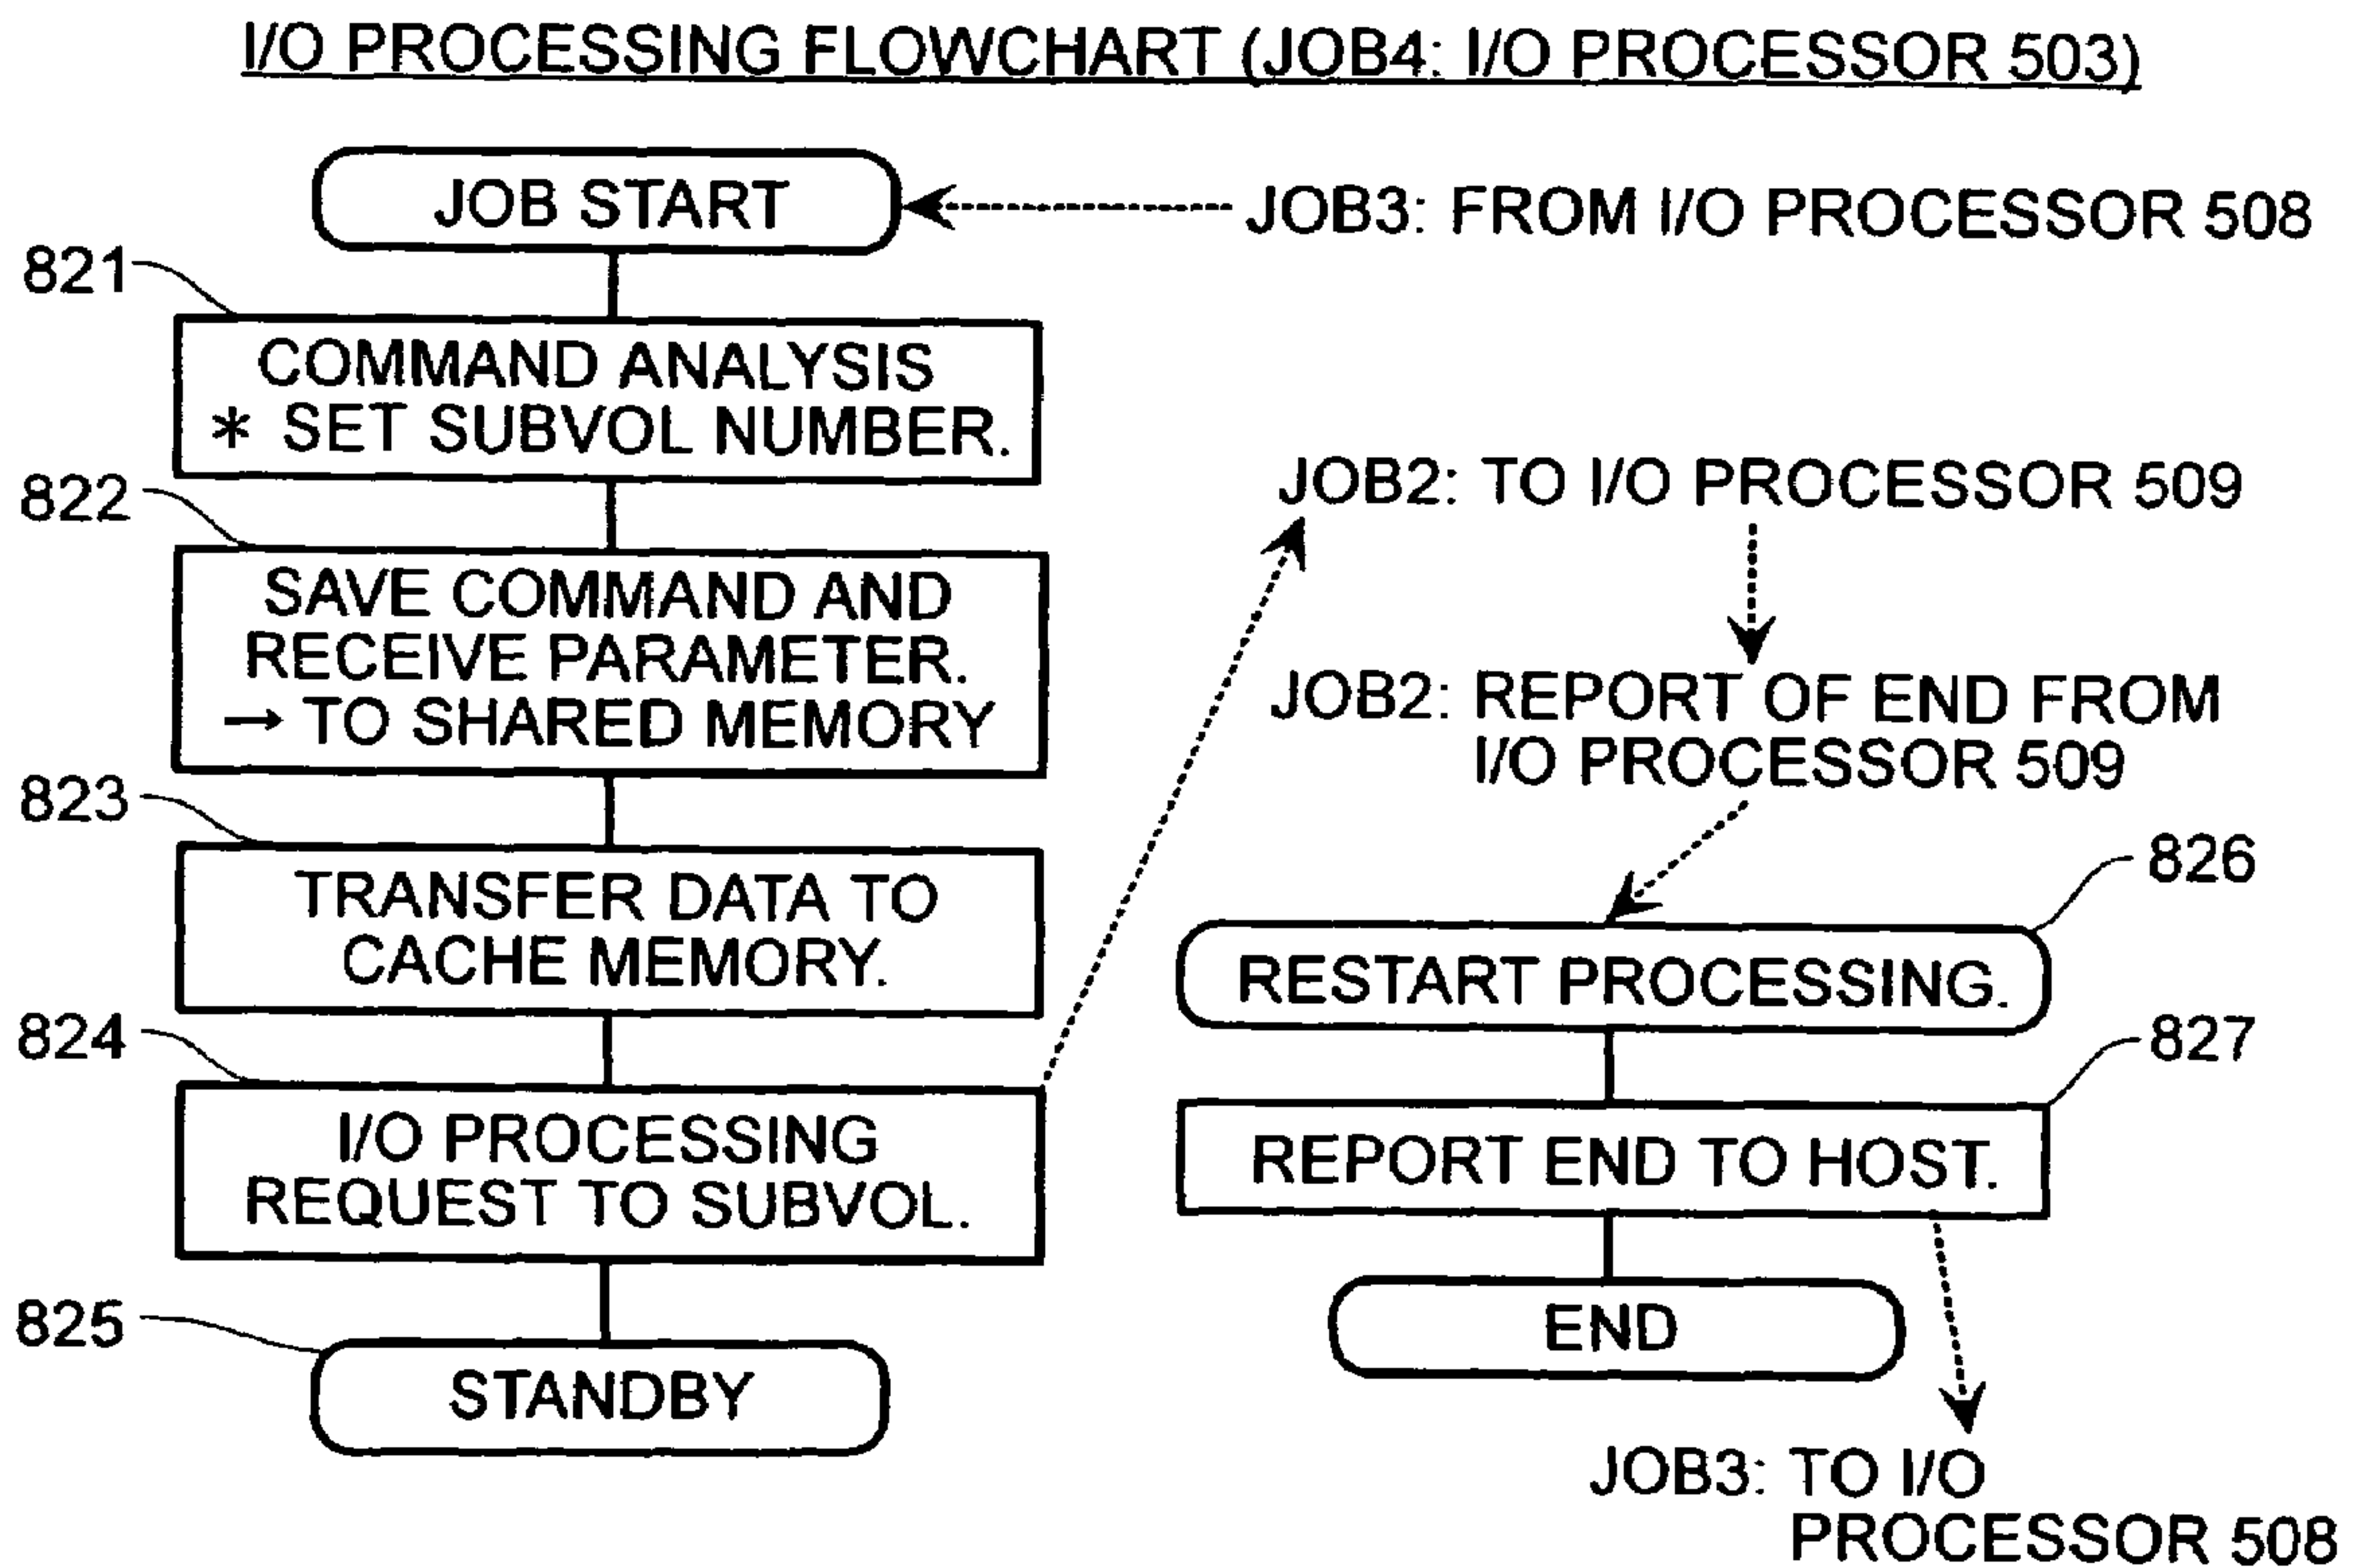 I/O PROCESSING FLOWCHART (JOB4: I/O PROCESSOR 503)
JOB START
JOB3: FROM I/O PROCESSOR 508
821
COMMAND ANALYSIS
* SET SUBVOL NUMBER.
822
SAVE COMMAND AND
RECEIVE PARAMETER.
→ TO SHARED MEMORY
823
TRANSFER DATA TO
CACHE MEMORY.
824
I/O PROCESSING
REQUEST TO SUBVOL.
825
STANDBY
JOB2: TO I/O PROCESSOR 509
JOB2: REPORT OF END FROM
I/O PROCESSOR 509
826
RESTART PROCESSING.
827
REPORT END TO HOST.
END
JOB3: TO I/O
PROCESSOR 508